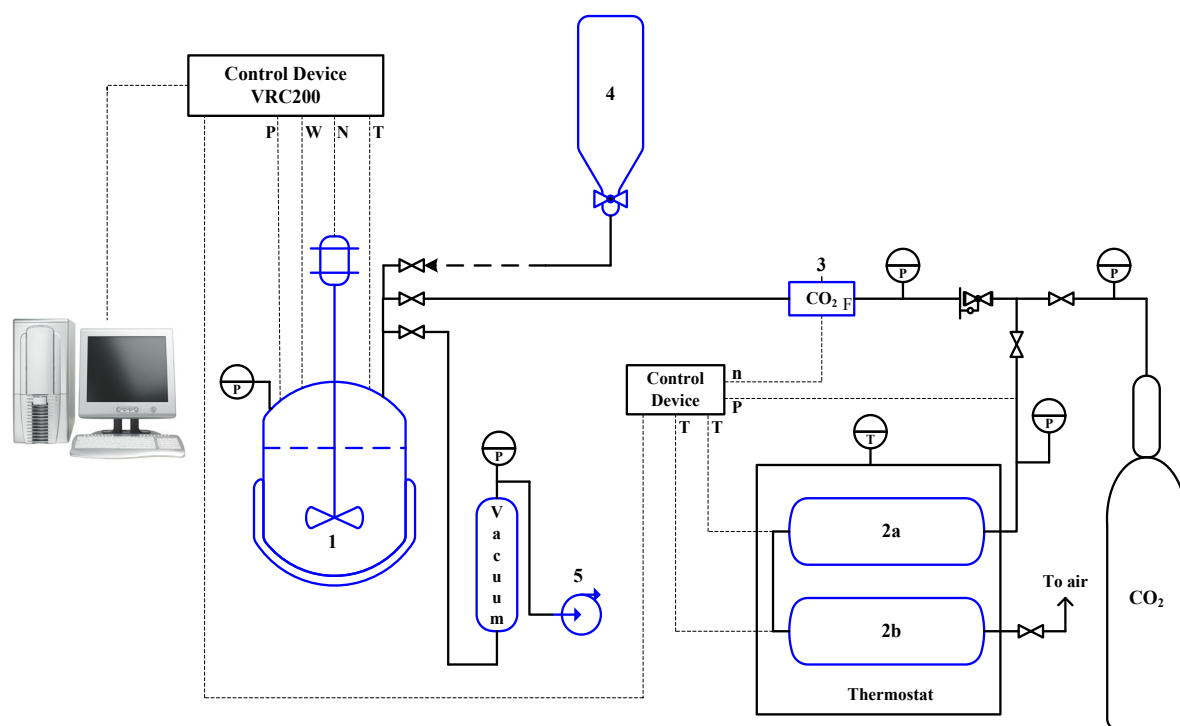 Control Device
VRC200
P W N T
4
3
CO₂ F
P
P
P
n
Control
Device
P
T T
P
T
P
1
V
a
c
u
u
m
5
2a
2b
To air
CO₂
Thermostat